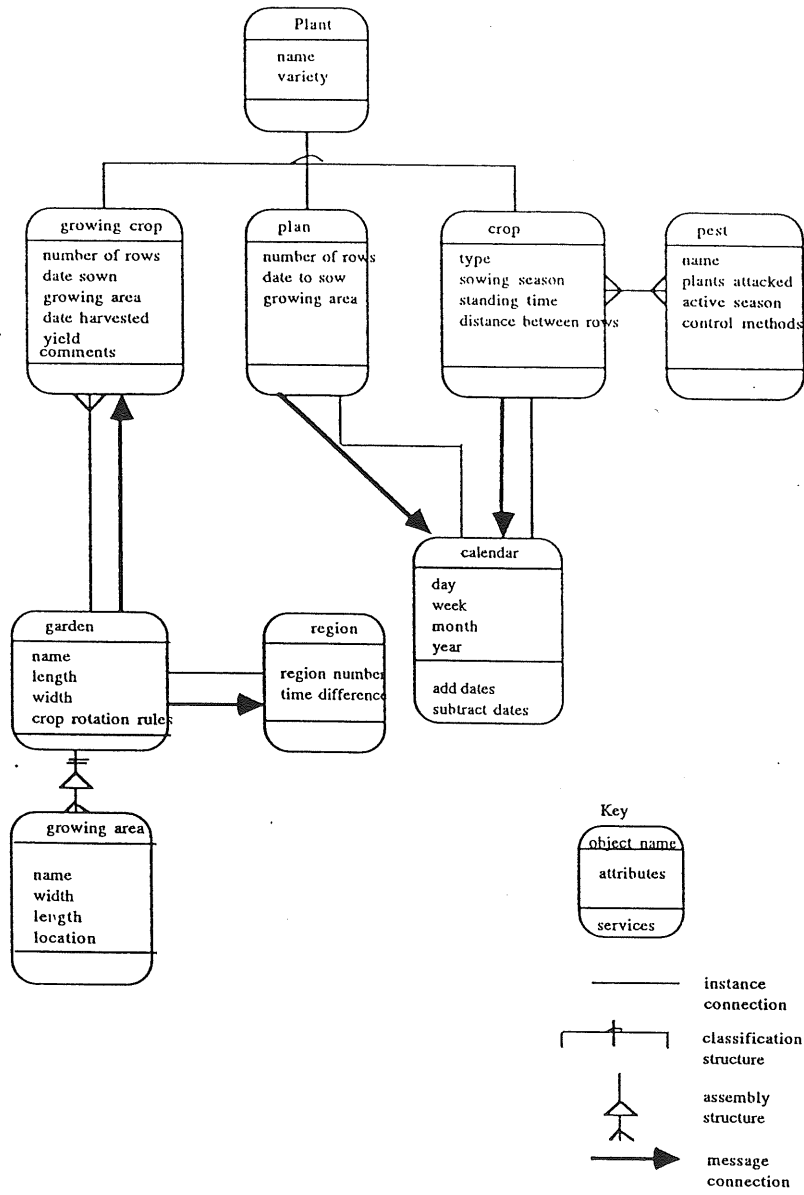 Plant
name
variety
growing crop
number of rows
date sown
growing area
date harvested
yield
comments
plan
number of rows
date to sow
growing area
crop
type
sowing season
standing time
distance between rows
pest
name
plants attacked
active season
control methods
calendar
day
week
month
year
add dates
subtract dates
garden
name
length
width
crop rotation rules
region
region number
time difference
growing area
name
width
length
location
Key
object name
attributes
services
instance
connection
classification
structure
assembly
structure
message
connection